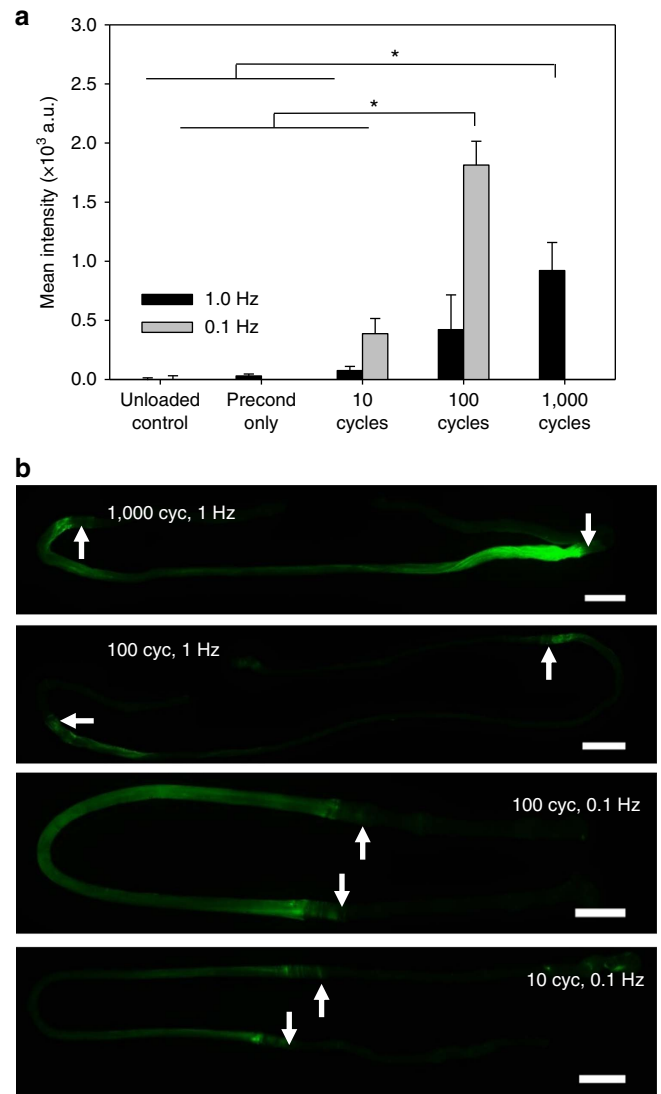 a
3.0
2.5
2.0
1.5
1.0
0.5
0.0
Mean intensity (×10³ a.u.)
*
*
1.0 Hz
0.1 Hz
Unloaded control
Precond only
10 cycles
100 cycles
1,000 cycles
b
1,000 cyc, 1 Hz
100 cyc, 1 Hz
100 cyc, 0.1 Hz
10 cyc, 0.1 Hz